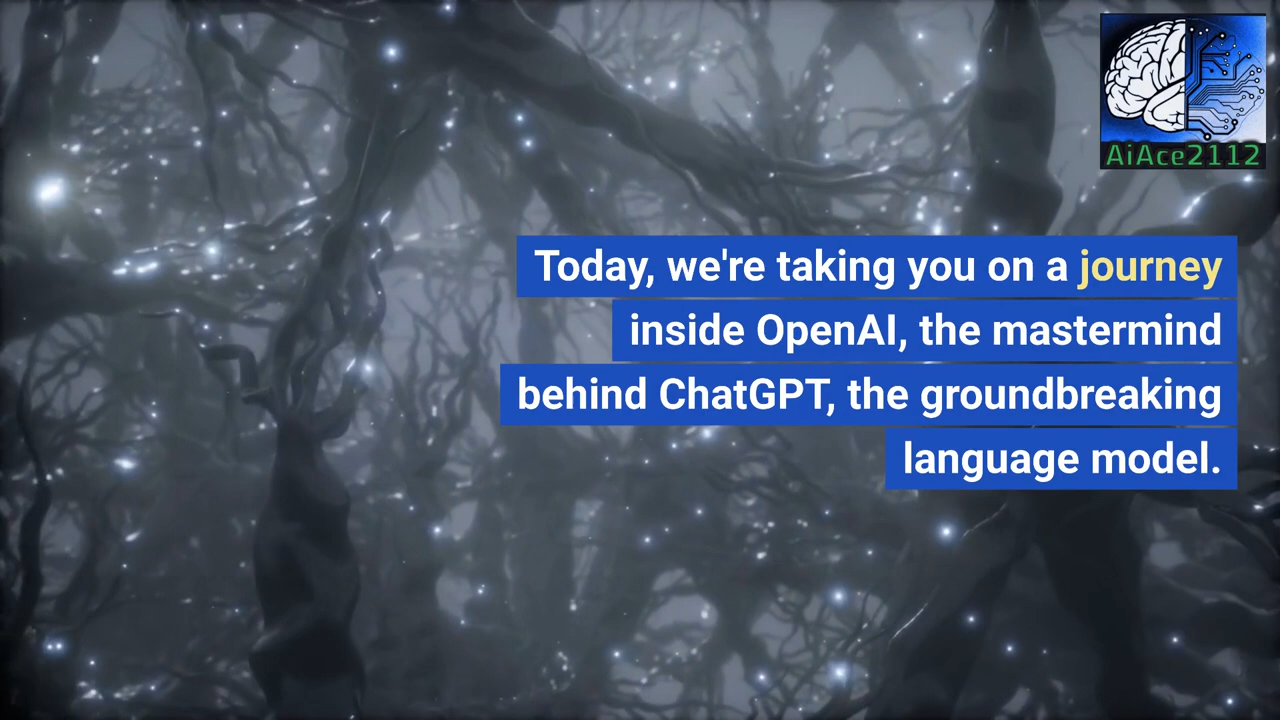 AiAce2112
Today, we're taking you on a journey
inside OpenAI, the mastermind
behind ChatGPT, the groundbreaking
language model.